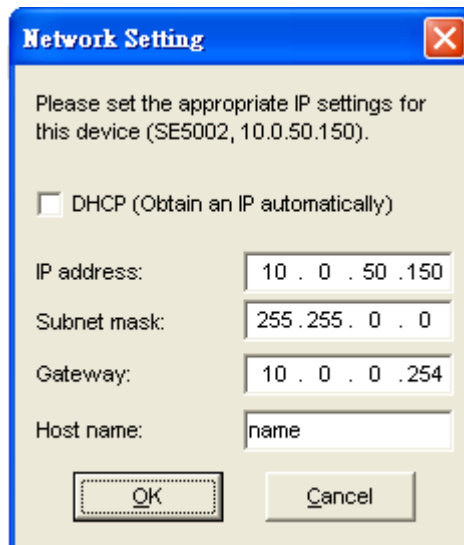 Network Setting
Please set the appropriate IP settings for
this device (SE5002, 10.0.50.150).
DHCP (Obtain an IP automatically)
IP address: 10 . 0 . 50 .150
Subnet mask: 255.255. 0 . 0
Gateway: 10 . 0 . 0 .254
Host name: name
OK Cancel